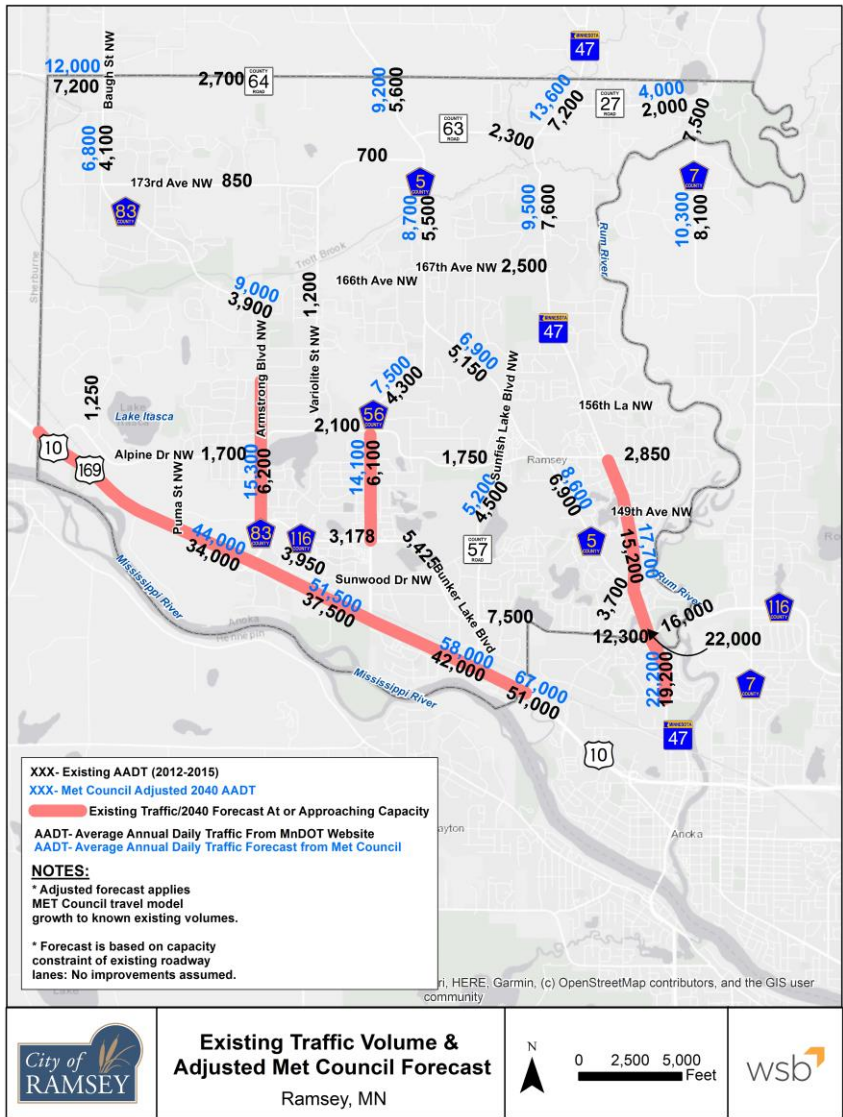 MINNESOTA
47
12,000
7,200
Baugh St NW
2,700
COUNTY
64
ROAD
9,200
5,600
13,600
7,200
COUNTY
27
ROAD
4,000
2,000
7,500
6,800
4,100
COUNTY
63
ROAD
2,300
700
173rd Ave NW
850
83
COUNTY
5
COUNTY
8,700
5,500
9,500
7,600
7
COUNTY
10,300
8,100
Rum River
Sherburne
Trott Brook
167th Ave NW
2,500
166th Ave NW
9,000
3,900
1,200
Variolite St NW
Armstrong Blvd NW
MINNESOTA
47
6,900
5,150
Sunfish Lake Blvd NW
7,500
4,300
56
COUNTY
156th La NW
1,250
Lake Itasca
Lake
Itasca
2,100
10
169
Alpine Dr NW
1,700
15,300
6,200
14,100
6,100
1,750
Ramsey
2,850
Puma St NW
5,200
4,500
8,600
6,900
149th Ave NW
17,700
15,200
44,000
34,000
83
COUNTY
116
COUNTY
3,950
3,178
5,425
Bunker Lake Blvd
COUNTY
57
ROAD
5
COUNTY
Rum River
Mississippi River
Sunwood Dr NW
51,500
37,500
3,700
16,000
116
COUNTY
7,500
12,300
22,000
Anoka
Hennepin
58,000
42,000
67,000
51,000
22,200
19,200
7
COUNTY
Mississippi River
10
MINNESOTA
47
Anoka
XXX- Existing AADT (2012-2015)
XXX- Met Council Adjusted 2040 AADT
Existing Traffic/2040 Forecast At or Approaching Capacity
AADT- Average Annual Daily Traffic From MnDOT Website
AADT- Average Annual Daily Traffic Forecast from Met Council
NOTES:
* Adjusted forecast applies
MET Council travel model
growth to known existing volumes.
* Forecast is based on capacity
constraint of existing roadway
lanes: No improvements assumed.
ri, HERE, Garmin, (c) OpenStreetMap contributors, and the GIS user
community
City of
RAMSEY
Existing Traffic Volume &
Adjusted Met Council Forecast
Ramsey, MN
N
0 2,500 5,000
Feet
wsb